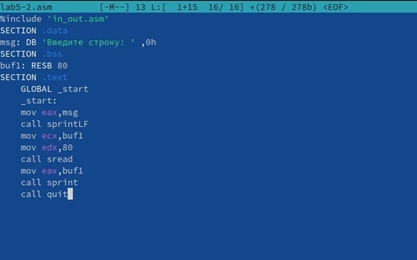 lab5-2.asm [-M--] 13 L:[ 1+15 16/ 16] *(278 / 278b) <EOF>
%include 'in_out.asm'
SECTION .data
msg: DB 'Введите строку: ' ,0h
SECTION .bss
buf1: RESB 80
SECTION .text
GLOBAL _start
_start:
mov eax,msg
call sprintLF
mov ecx,buf1
mov edx,80
call sread
mov eax,buf1
call sprint
call quit